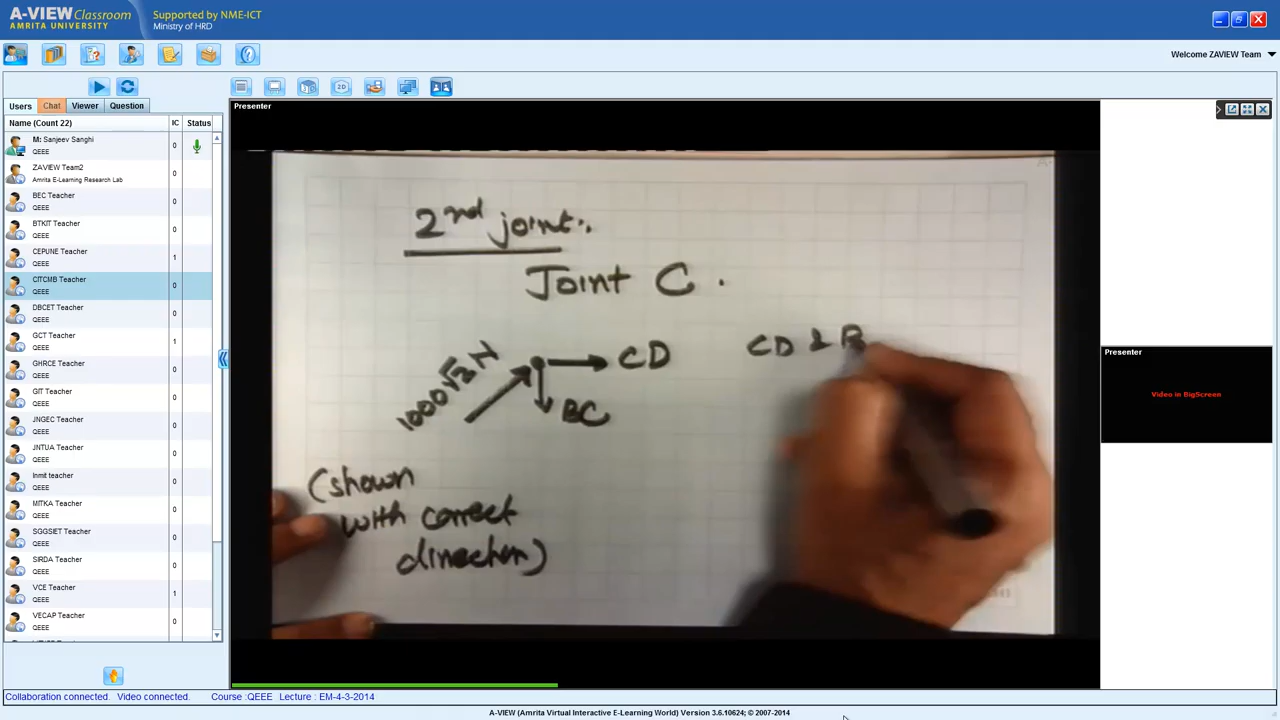 A-VIEW Classroom
AMRITA UNIVERSITY
Supported by NME-ICT
Ministry of HRD
Welcome ZAVIEW Team
Users Chat Viewer Question
Name (Count 22) IC Status
M: Sanjeev Sanghi 0
QEEE
ZAVIEW Team2 0
Amrita E-Learning Research Lab
BEC Teacher 0
QEEE
BTKIT Teacher 0
QEEE
CEPUNE Teacher 1
QEEE
CITCMB Teacher 0
QEEE
DBCET Teacher 0
QEEE
GCT Teacher 1
QEEE
GHRCE Teacher 0
QEEE
GIT Teacher 0
QEEE
JNGEC Teacher 0
QEEE
JNTUA Teacher 0
QEEE
lnmit teacher 0
QEEE
MITKA Teacher 0
QEEE
SGGSIET Teacher 0
QEEE
SIRDA Teacher 0
QEEE
VCE Teacher 1
QEEE
VECAP Teacher 0
QEEE
Presenter
2nd joint:.
Joint C.
1000√2 N
CD
BC
CD & B
(shown
with correct
direction)
Presenter
Video in BigScreen
Collaboration connected. Video connected. Course :QEEE Lecture : EM-4-3-2014
A-VIEW (Amrita Virtual Interactive E-Learning World) Version 3.6.10624; © 2007-2014